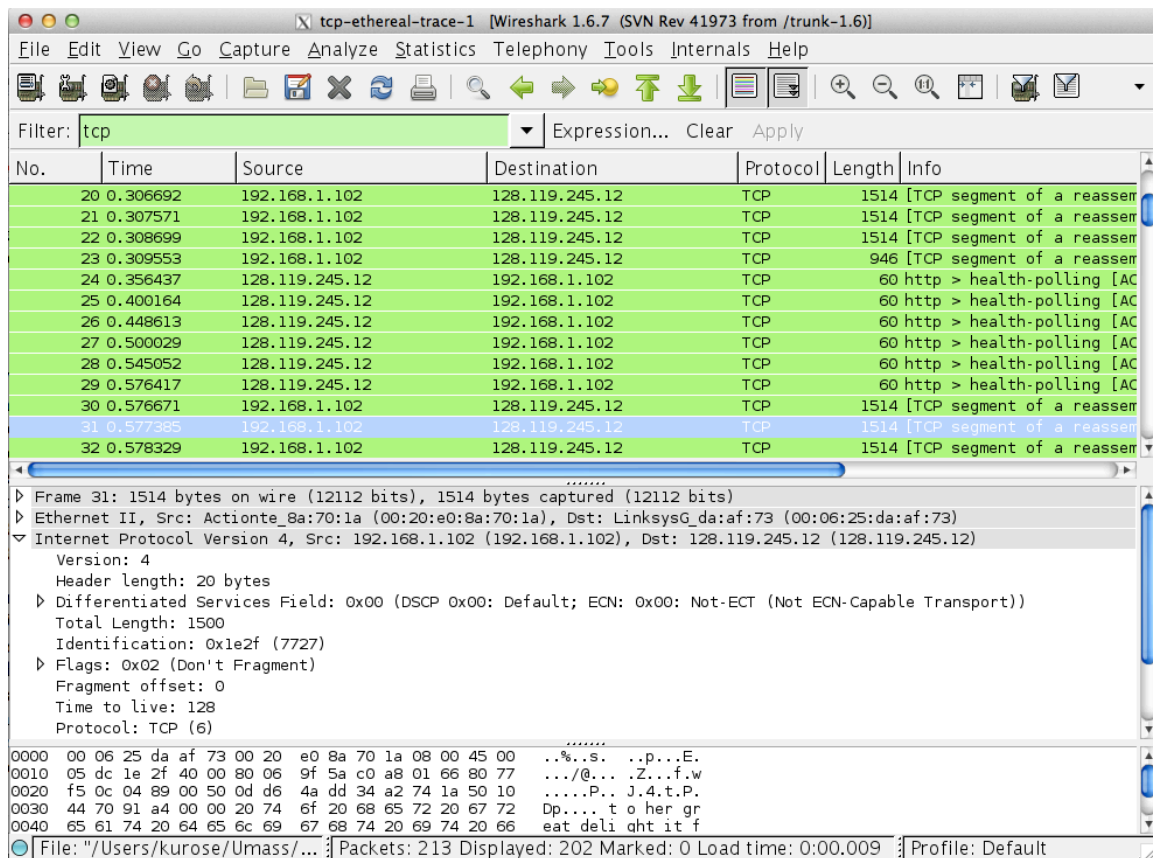 tcp-ethereal-trace-1 [Wireshark 1.6.7 (SVN Rev 41973 from /trunk-1.6)]
File Edit View Go Capture Analyze Statistics Telephony Tools Internals Help
Filter: tcp Expression... Clear Apply
No. Time Source Destination Protocol Length Info
20 0.306692 192.168.1.102 128.119.245.12 TCP 1514 [TCP segment of a reassem
21 0.307571 192.168.1.102 128.119.245.12 TCP 1514 [TCP segment of a reassem
22 0.308699 192.168.1.102 128.119.245.12 TCP 1514 [TCP segment of a reassem
23 0.309553 192.168.1.102 128.119.245.12 TCP 946 [TCP segment of a reassem
24 0.356437 128.119.245.12 192.168.1.102 TCP 60 http > health-polling [AC
25 0.400164 128.119.245.12 192.168.1.102 TCP 60 http > health-polling [AC
26 0.448613 128.119.245.12 192.168.1.102 TCP 60 http > health-polling [AC
27 0.500029 128.119.245.12 192.168.1.102 TCP 60 http > health-polling [AC
28 0.545052 128.119.245.12 192.168.1.102 TCP 60 http > health-polling [AC
29 0.576417 128.119.245.12 192.168.1.102 TCP 60 http > health-polling [AC
30 0.576671 192.168.1.102 128.119.245.12 TCP 1514 [TCP segment of a reassem
31 0.577385 192.168.1.102 128.119.245.12 TCP 1514 [TCP segment of a reassem
32 0.578329 192.168.1.102 128.119.245.12 TCP 1514 [TCP segment of a reassem
Frame 31: 1514 bytes on wire (12112 bits), 1514 bytes captured (12112 bits)
Ethernet II, Src: Actionte_8a:70:1a (00:20:e0:8a:70:1a), Dst: LinksysG_da:af:73 (00:06:25:da:af:73)
Internet Protocol Version 4, Src: 192.168.1.102 (192.168.1.102), Dst: 128.119.245.12 (128.119.245.12)
Version: 4
Header length: 20 bytes
Differentiated Services Field: 0x00 (DSCP 0x00: Default; ECN: 0x00: Not-ECT (Not ECN-Capable Transport))
Total Length: 1500
Identification: 0x1e2f (7727)
Flags: 0x02 (Don't Fragment)
Fragment offset: 0
Time to live: 128
Protocol: TCP (6)
0000 00 06 25 da af 73 00 20 e0 8a 70 1a 08 00 45 00 ..%..s. ..p...E.
0010 05 dc 1e 2f 40 00 80 06 9f 5a c0 a8 01 66 80 77 .../@... .Z...f.w
0020 f5 0c 04 89 00 50 0d d6 4a dd 34 a2 74 1a 50 10 .....P.. J.4.t.P.
0030 44 70 91 a4 00 00 20 74 6f 20 68 65 72 20 67 72 Dp.... t o her gr
0040 65 61 74 20 64 65 6c 69 67 68 74 20 69 74 20 66 eat deli ght it f
File: "/Users/kurose/Umass/... Packets: 213 Displayed: 202 Marked: 0 Load time: 0:00.009 Profile: Default